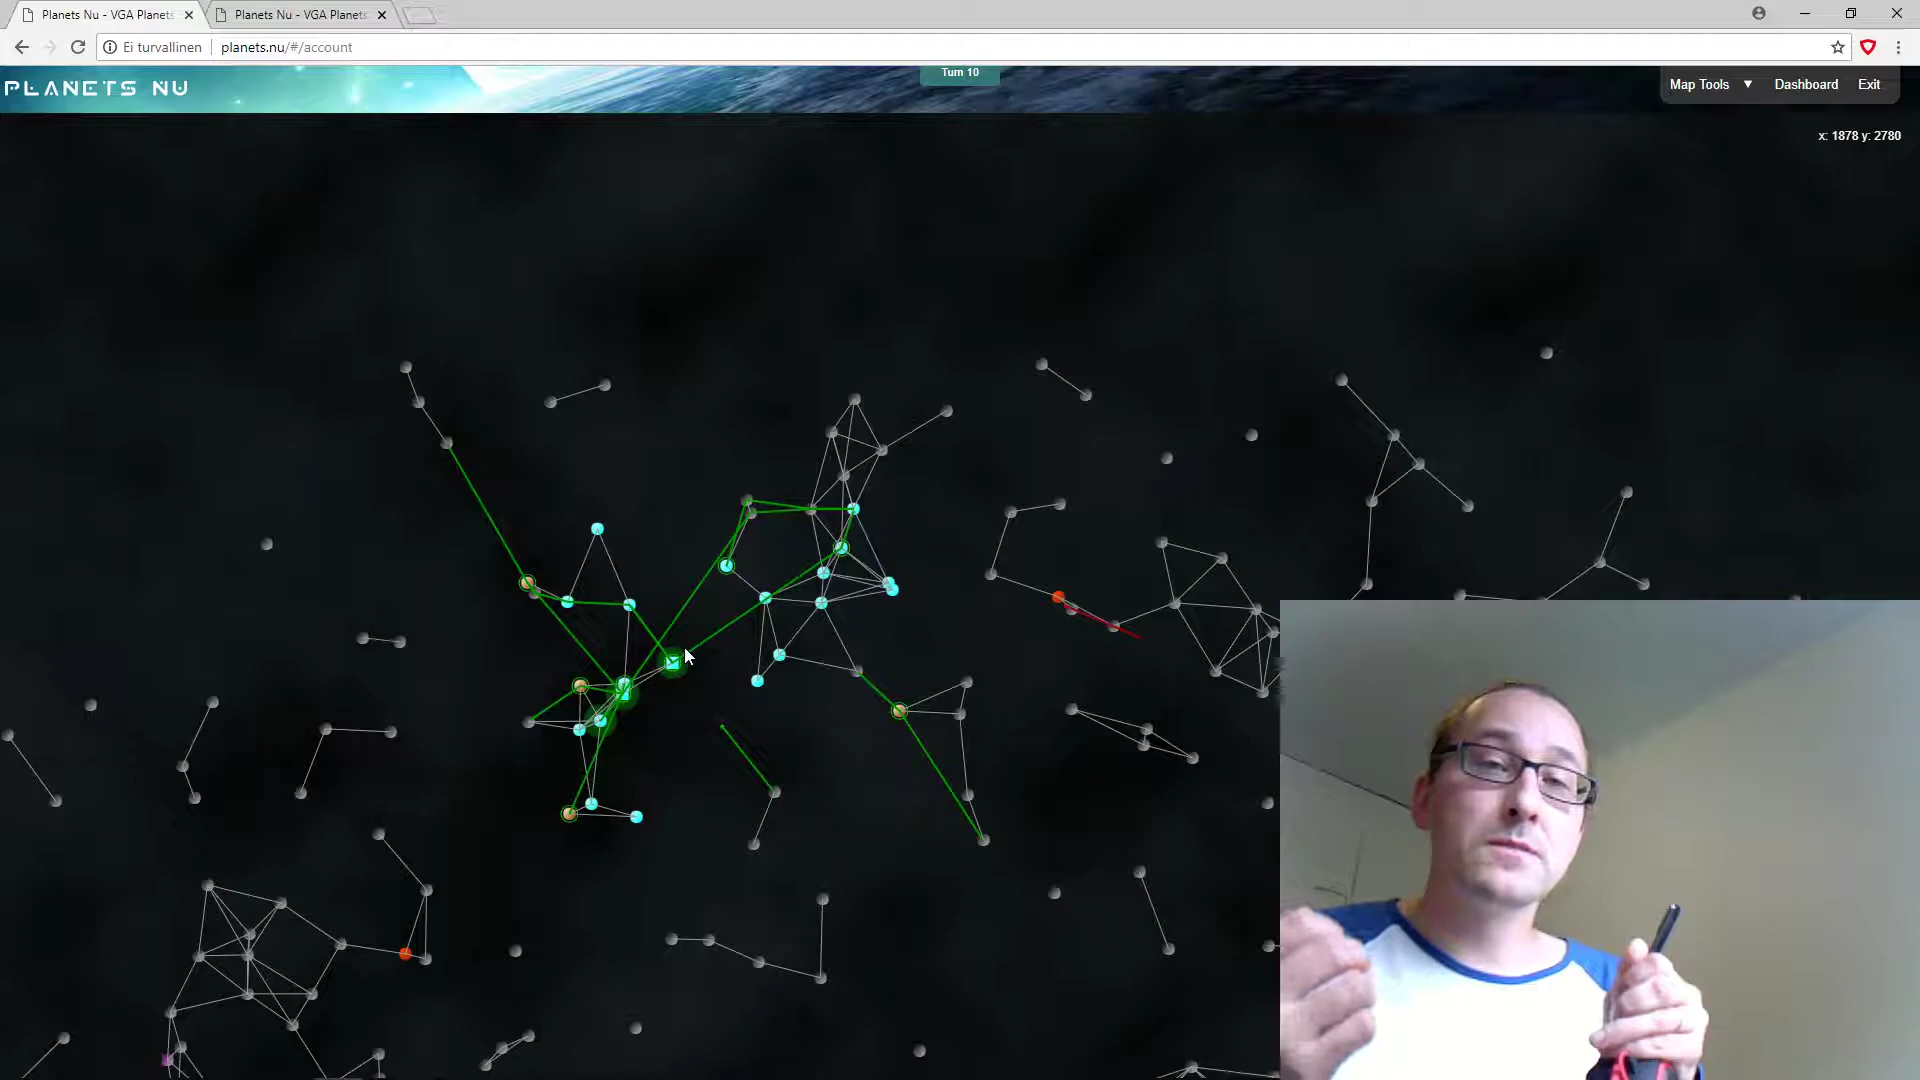 Planets Nu - VGA Planets
Planets Nu - VGA Planets
Ei turvallinen
planets.nu/#/account
PLANETS NU
Turn 10
Map Tools ▼ Dashboard Exit
x: 1878 y: 2780